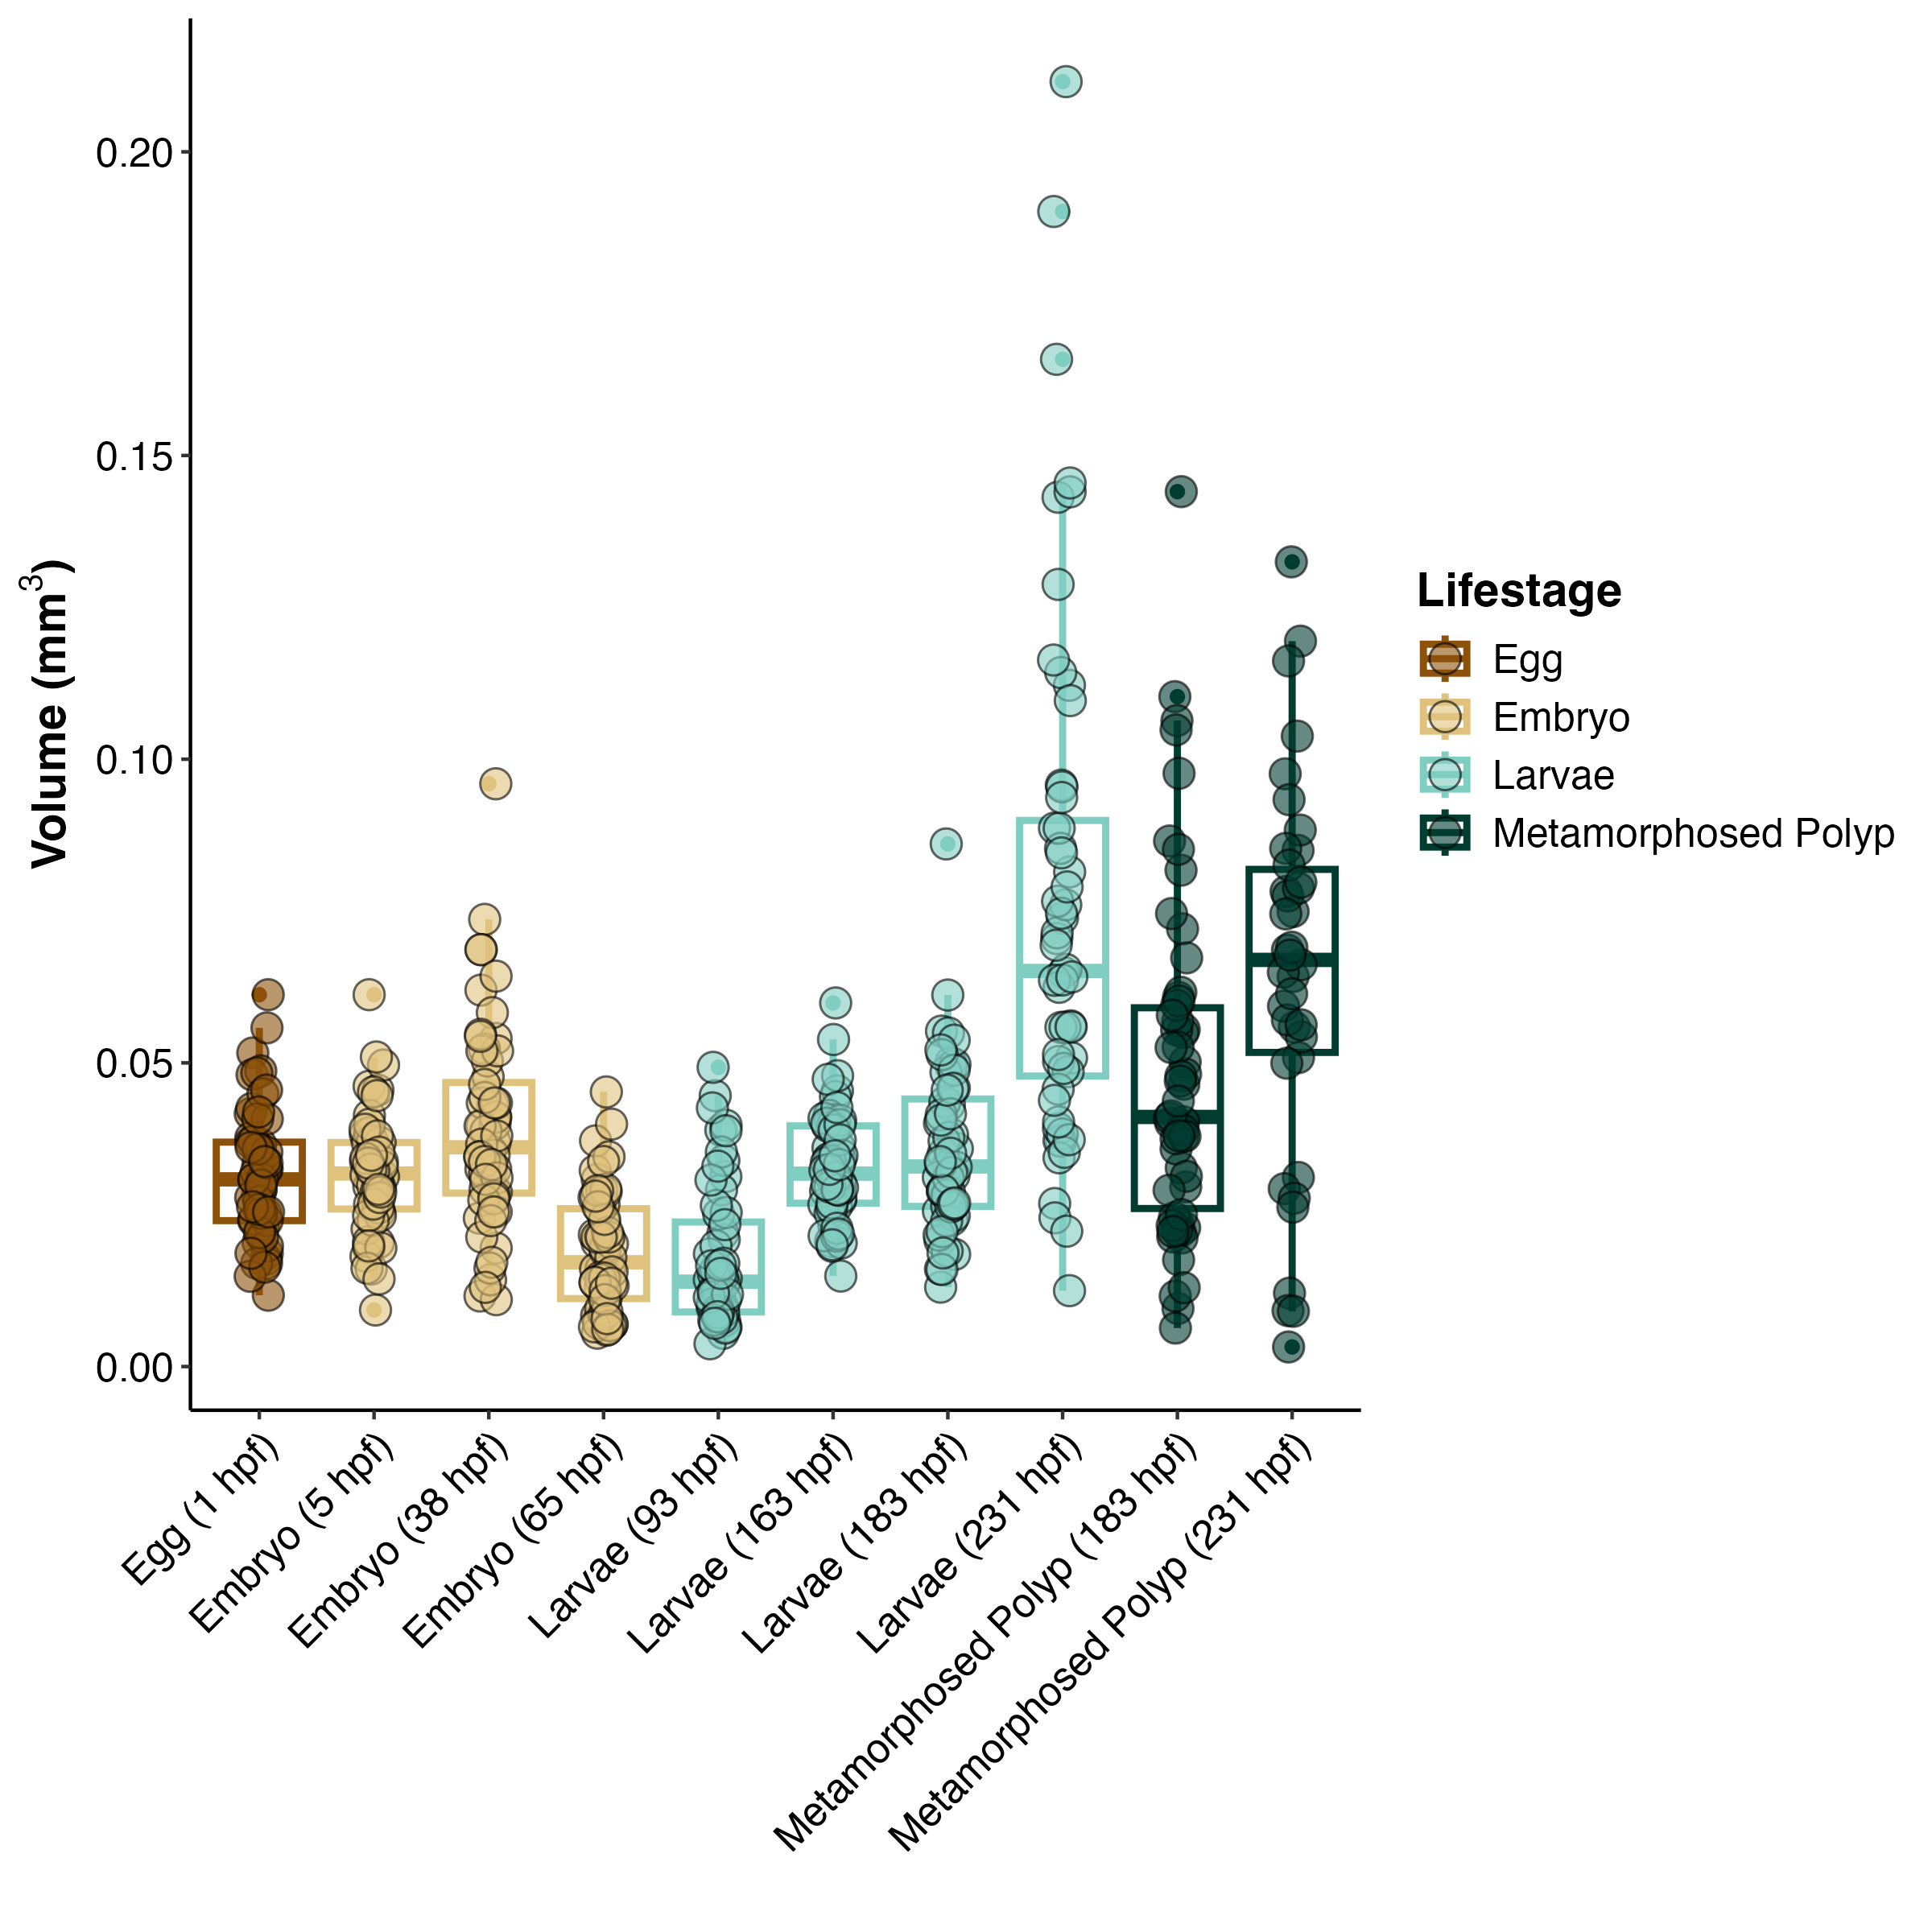 Volume (mm3)
0.20
0.15
0.10
0.05
0.00
Egg (1 hpf)
Embryo (5 hpf)
Embryo (38 hpf)
Embryo (65 hpf)
Larvae (93 hpf)
Larvae (163 hpf)
Larvae (183 hpf)
Larvae (231 hpf)
Metamorphosed Polyp (183 hpf)
Metamorphosed Polyp (231 hpf)
Lifestage
Egg
Embryo
Larvae
Metamorphosed Polyp